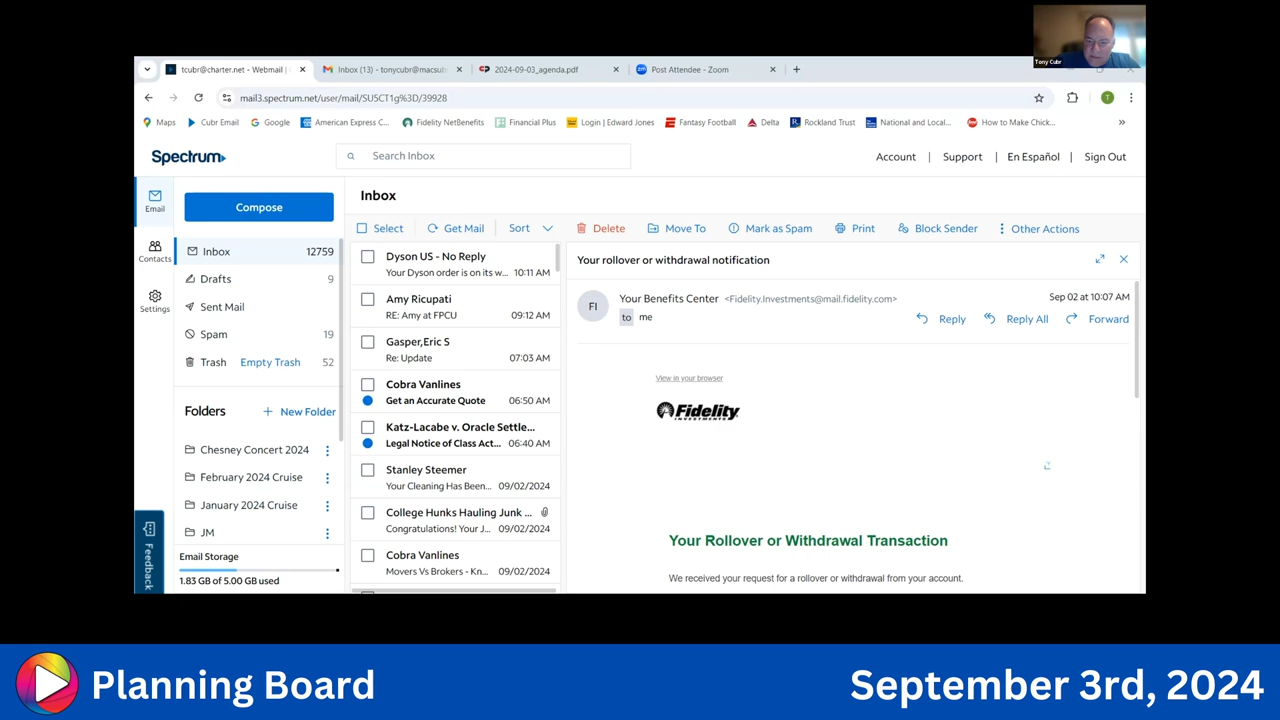 Tony Cubr
tcubr@charter.net - Webmail |
Inbox (13) - tonycubr@macsult
2024-09-03_agenda.pdf
Post Attendee - Zoom
mail3.spectrum.net/user/mail/SUSCT1g%3D/39928
Maps
Cubr Email
Google
American Express C...
Fidelity NetBenefits
Financial Plus
Login | Edward Jones
Fantasy Football
Delta
Rockland Trust
National and Local...
How to Make Chick...
Spectrum
Search Inbox
Account
Support
En Español
Sign Out
Email
Contacts
Settings
Feedback
Compose
Inbox 12759
Drafts 9
Sent Mail
Spam 19
Trash Empty Trash 52
Folders + New Folder
Chesney Concert 2024
February 2024 Cruise
January 2024 Cruise
JM
Email Storage
1.83 GB of 5.00 GB used
Inbox
Select
Get Mail
Sort
Delete
Move To
Mark as Spam
Print
Block Sender
Other Actions
Dyson US - No Reply
Your Dyson order is on its w... 10:11 AM
Amy Ricupati
RE: Amy at FPCU 09:12 AM
Gasper,Eric S
Re: Update 07:03 AM
Cobra Vanlines
Get an Accurate Quote 06:50 AM
Katz-Lacabe v. Oracle Settle...
Legal Notice of Class Act... 06:40 AM
Stanley Steemer
Your Cleaning Has Been... 09/02/2024
College Hunks Hauling Junk ...
Congratulations! Your J... 09/02/2024
Cobra Vanlines
Movers Vs Brokers - Kn... 09/02/2024
Your rollover or withdrawal notification
FI
Your Benefits Center <Fidelity.Investments@mail.fidelity.com>
Sep 02 at 10:07 AM
to me
Reply
Reply All
Forward
View in your browser
Fidelity
INVESTMENTS
Your Rollover or Withdrawal Transaction
We received your request for a rollover or withdrawal from your account.
Planning Board
September 3rd, 2024